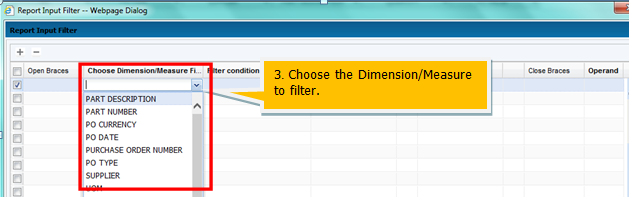 Report Input Filter -- Webpage Dialog
Report Input Filter
Open Braces Choose Dimension/Measure Fi... Filter condition Close Braces Operand
3. Choose the Dimension/Measure
to filter.
PART DESCRIPTION
PART NUMBER
PO CURRENCY
PO DATE
PURCHASE ORDER NUMBER
PO TYPE
SUPPLIER
UOM